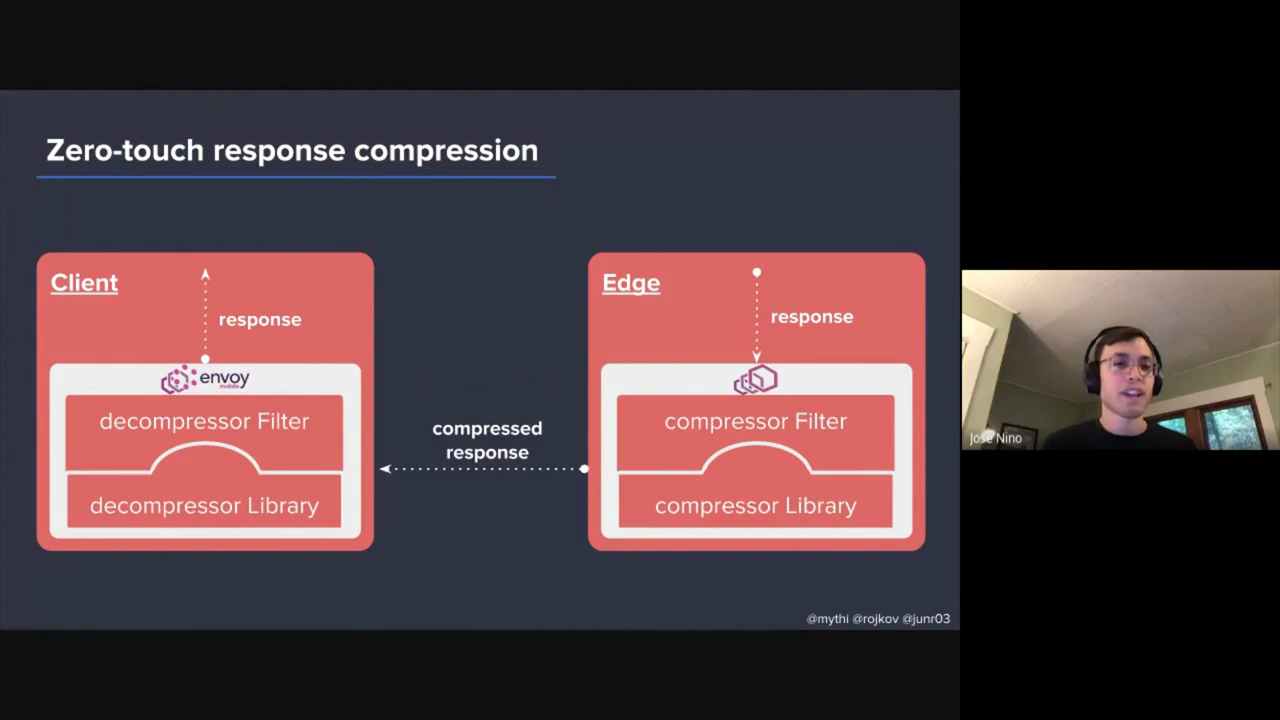 Zero-touch response compression
Client
response
envoy
mobile
decompressor Filter
decompressor Library
compressed
response
Edge
response
compressor Filter
compressor Library
@mythi @rojkov @junr03
Jose Nino